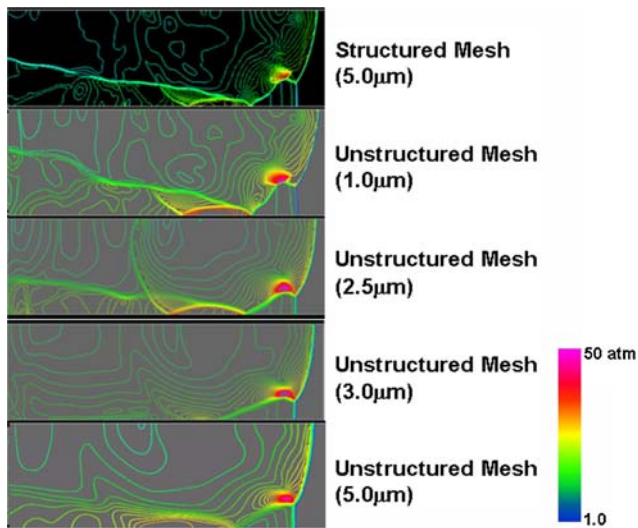 Structured Mesh
(5.0μm)
Unstructured Mesh
(1.0μm)
Unstructured Mesh
(2.5μm)
Unstructured Mesh
(3.0μm)
50 atm
Unstructured Mesh
(5.0μm)
1.0